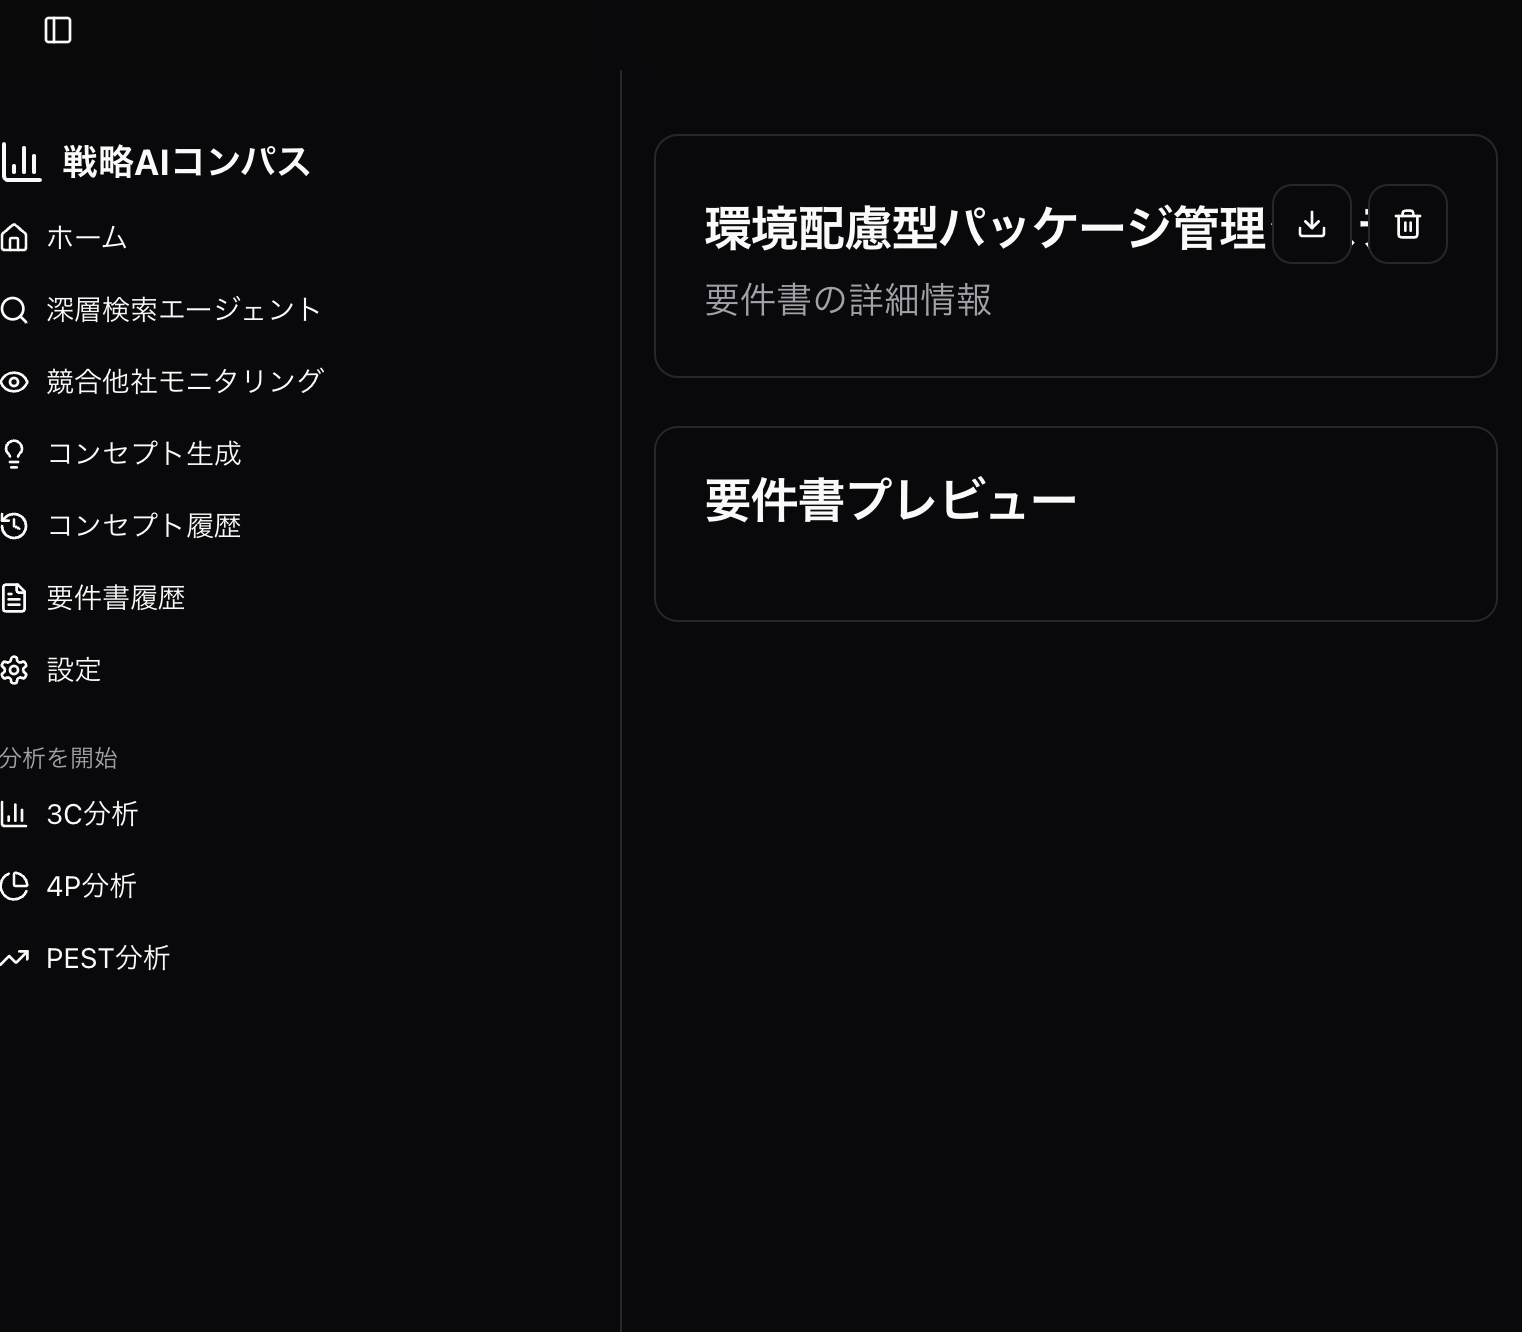 戦略AIコンパス
ホーム
深層検索エージェント
競合他社モニタリング
コンセプト生成
コンセプト履歴
要件書履歴
設定
分析を開始
3C分析
4P分析
PEST分析
環境配慮型パッケージ管理
要件書の詳細情報
要件書プレビュー